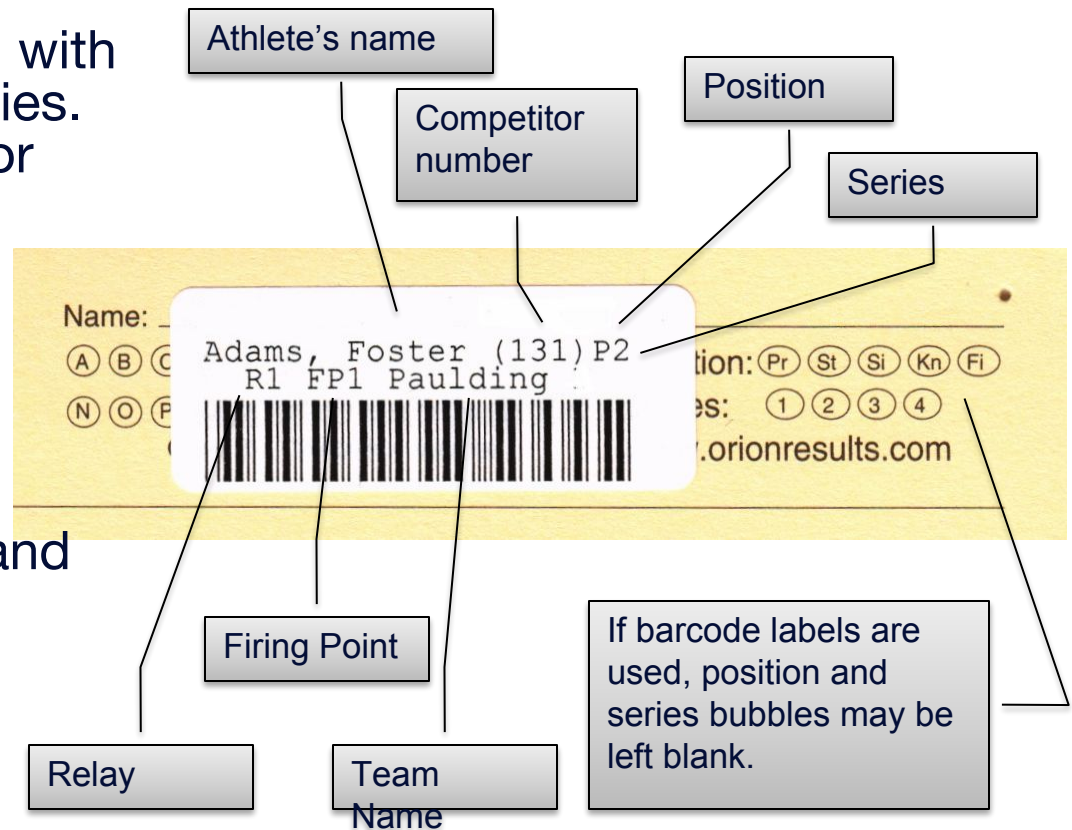 with
ies.
or
and
Athlete's name
Competitor
number
Position
Series
Name:
A B C
N O P
Adams, Foster (131) P2
R1 FP1 Paulding
tion: Pr St Si Kn Fi
es: 1 2 3 4
.orionresults.com
Firing Point
Relay
Team
Name
If barcode labels are
used, position and
series bubbles may be
left blank.